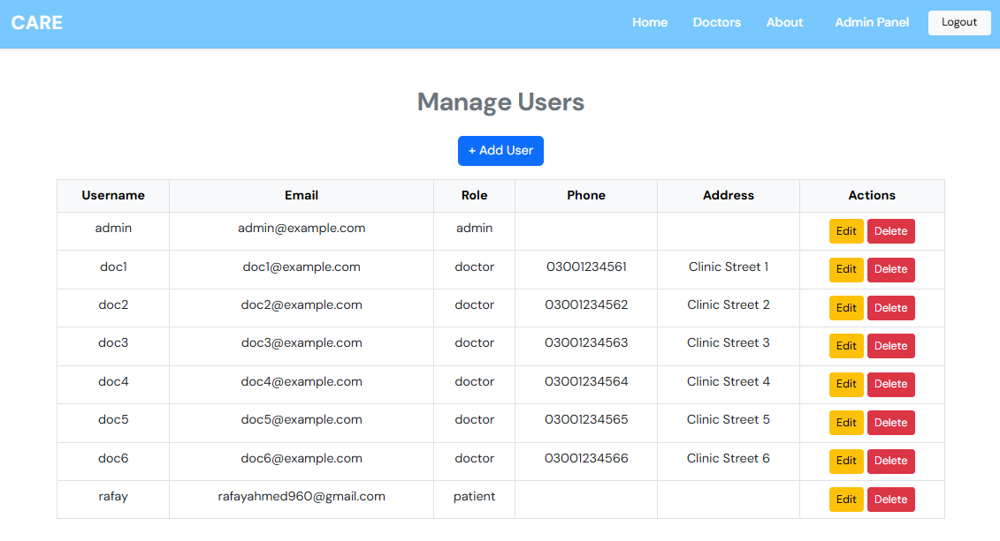 CARE Home Doctors About Admin Panel Logout
Manage Users
+ Add User
Username Email Role Phone Address Actions
admin admin@example.com admin Edit Delete
doc1 doc1@example.com doctor 03001234561 Clinic Street 1 Edit Delete
doc2 doc2@example.com doctor 03001234562 Clinic Street 2 Edit Delete
doc3 doc3@example.com doctor 03001234563 Clinic Street 3 Edit Delete
doc4 doc4@example.com doctor 03001234564 Clinic Street 4 Edit Delete
doc5 doc5@example.com doctor 03001234565 Clinic Street 5 Edit Delete
doc6 doc6@example.com doctor 03001234566 Clinic Street 6 Edit Delete
rafay rafayahmed960@gmail.com patient Edit Delete